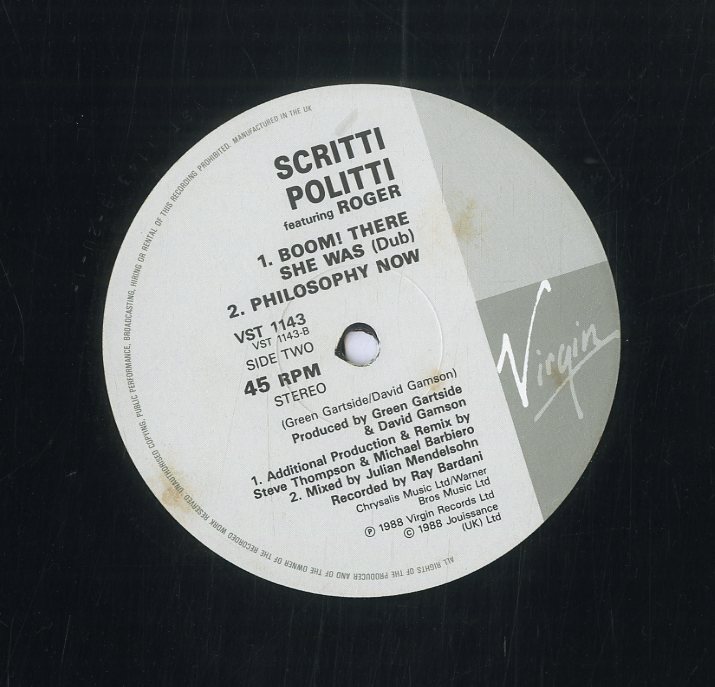 SCRITTI
POLITTI
featuring ROGER
1. BOOM! THERE
SHE WAS (Dub)
2. PHILOSOPHY NOW
VST 1143
VST 1143-B
SIDE TWO
45 RPM
STEREO
(Green Gartside/David Gamson)
Produced by Green Gartside
& David Gamson
1. Additional Production & Remix by
Steve Thompson & Michael Barbiero
2. Mixed by Julian Mendelsohn
Recorded by Ray Bardani
Chrysalis Music Ltd/Warner
Bros Music Ltd
℗ 1988 Virgin Records Ltd
© 1988 Jouissance
(UK) Ltd
Virgin
ALL RIGHTS OF THE PRODUCER AND OF THE OWNER OF THE RECORDED WORK RESERVED. UNAUTHORISED COPYING, PUBLIC PERFORMANCE, BROADCASTING, HIRING OR RENTAL OF THIS RECORDING PROHIBITED. MANUFACTURED IN THE UK